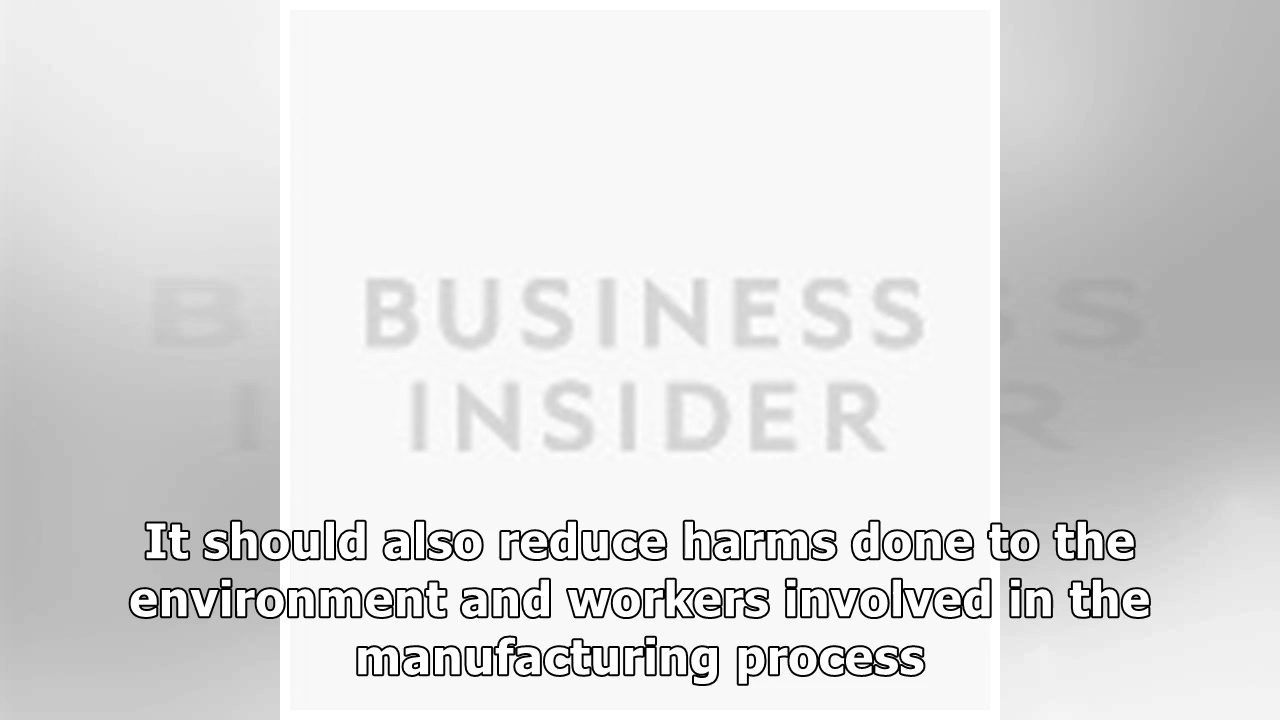 BUSINESS
INSIDER
It should also reduce harms done to the
environment and workers involved in the
manufacturing process